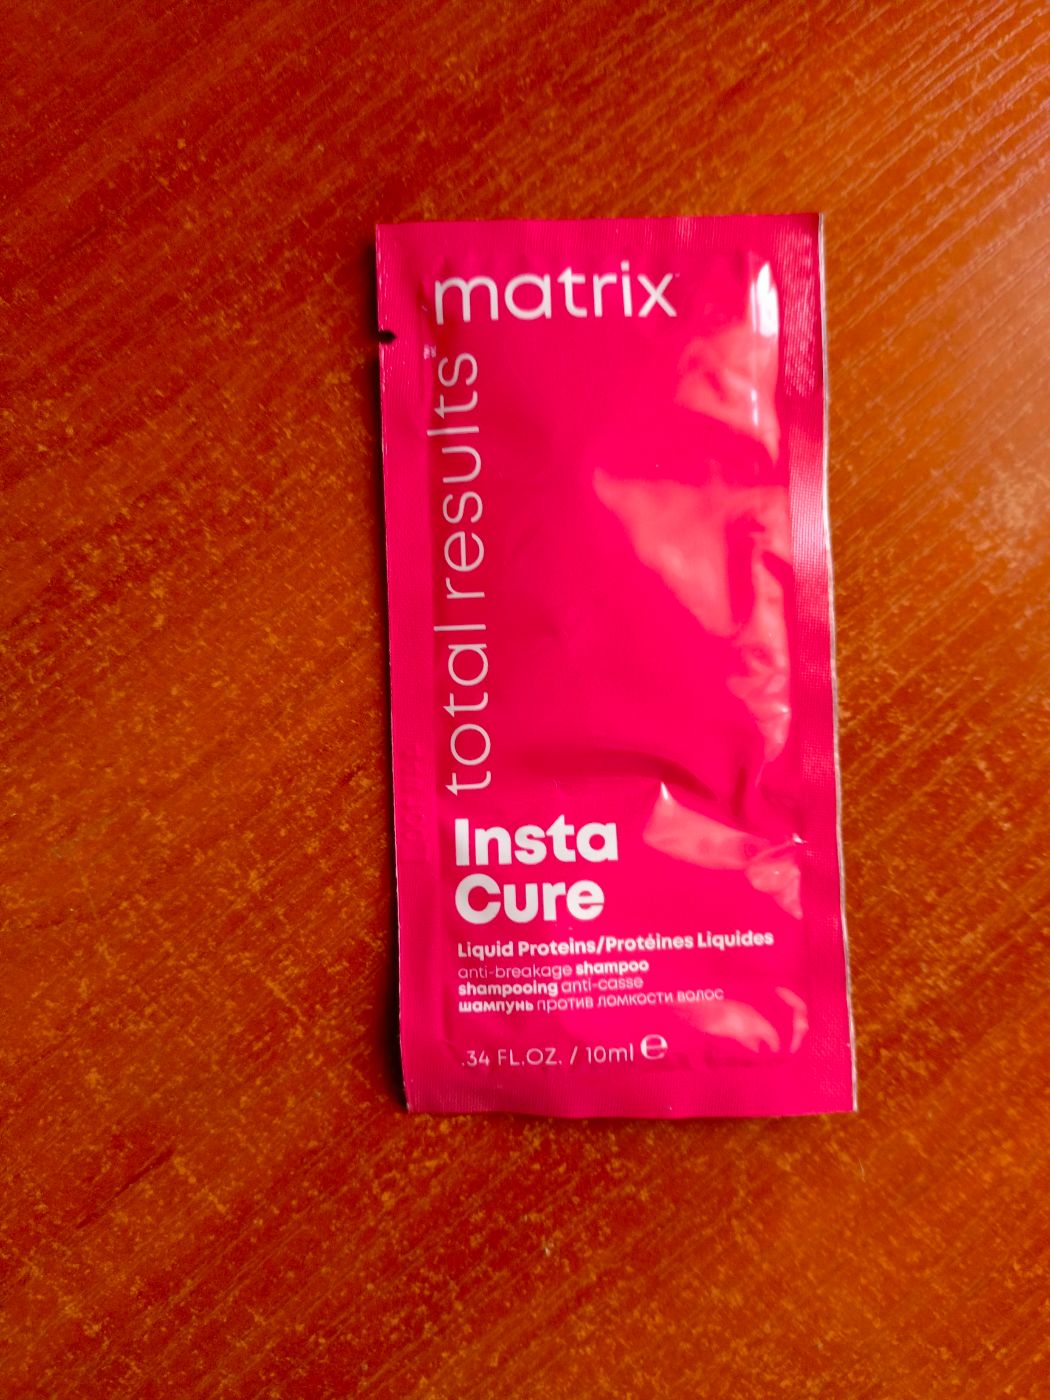 matrix
total results
Insta
Cure
Liquid Proteins/Protéines Liquides
anti-breakage shampoo
shampooing anti-casse
шампунь против ломкости волос
.34 FL.OZ. / 10ml ℮